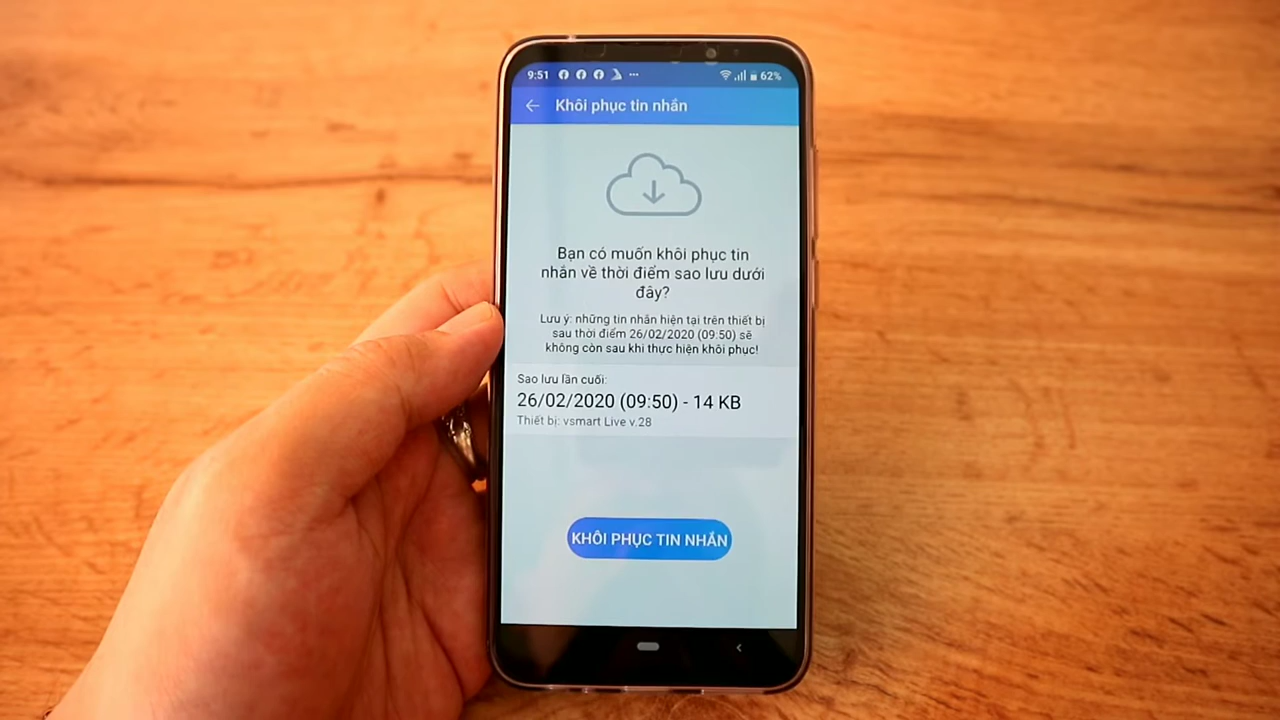 9:51 ... 62%
Khôi phục tin nhắn
Bạn có muốn khôi phục tin
nhắn về thời điểm sao lưu dưới
đây?
Lưu ý: những tin nhắn hiện tại trên thiết bị
sau thời điểm 26/02/2020 (09:50) sẽ
không còn sau khi thực hiện khôi phục!
Sao lưu lần cuối:
26/02/2020 (09:50) - 14 KB
Thiết bị: vsmart Live v.28
KHÔI PHỤC TIN NHẮN